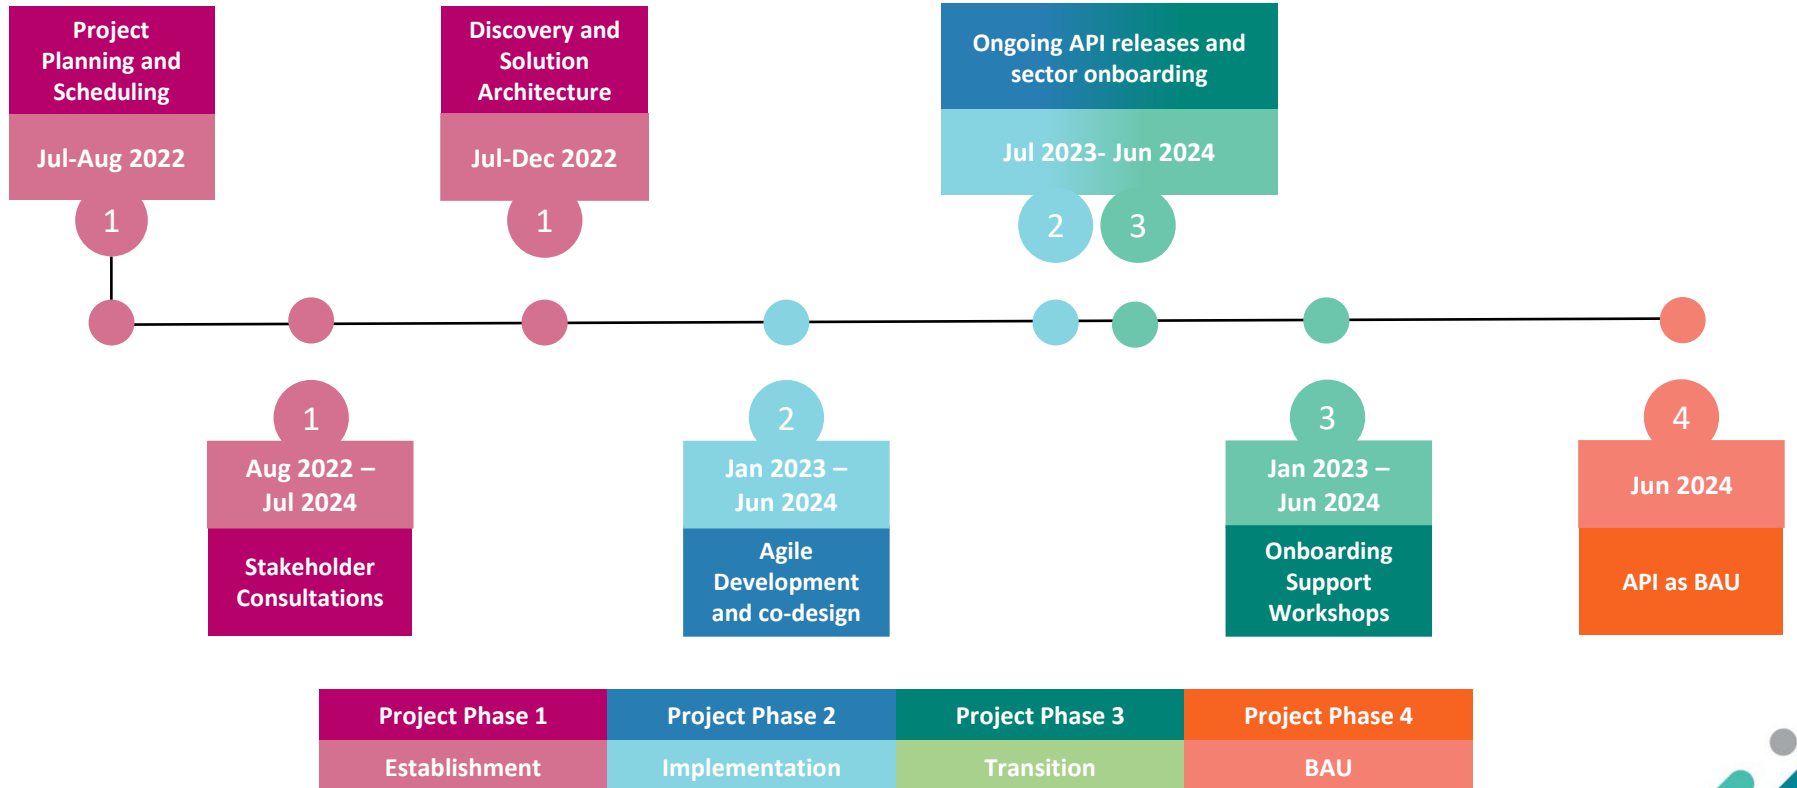 Project
Planning and
Scheduling
Jul-Aug 2022
1
Discovery and
Solution
Architecture
Jul-Dec 2022
1
Ongoing API releases and
sector onboarding
Jul 2023- Jun 2024
2
3
1
Aug 2022 –
Jul 2024
Stakeholder
Consultations
2
Jan 2023 –
Jun 2024
Agile
Development
and co-design
3
Jan 2023 –
Jun 2024
Onboarding
Support
Workshops
4
Jun 2024
API as BAU
Project Phase 1
Project Phase 2
Project Phase 3
Project Phase 4
Establishment
Implementation
Transition
BAU